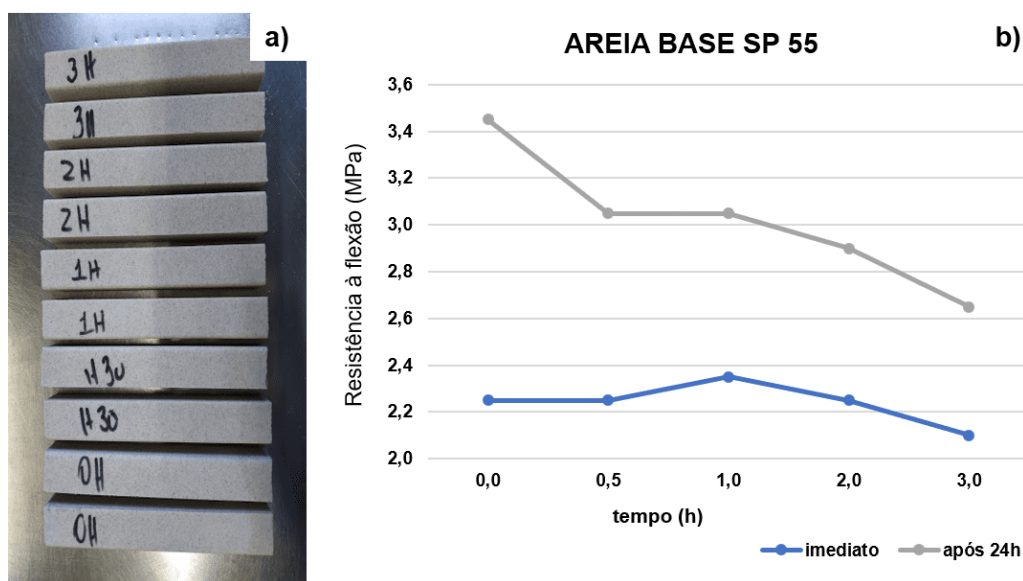 a)
3H
3H
2H
2H
1H
1H
H30
H30
0H
0H
AREIA BASE SP 55
b)
Resistência à flexão (MPa)
3,6
3,4
3,2
3,0
2,8
2,6
2,4
2,2
2,0
0,0 0,5 1,0 2,0 3,0
tempo (h)
imediato após 24h